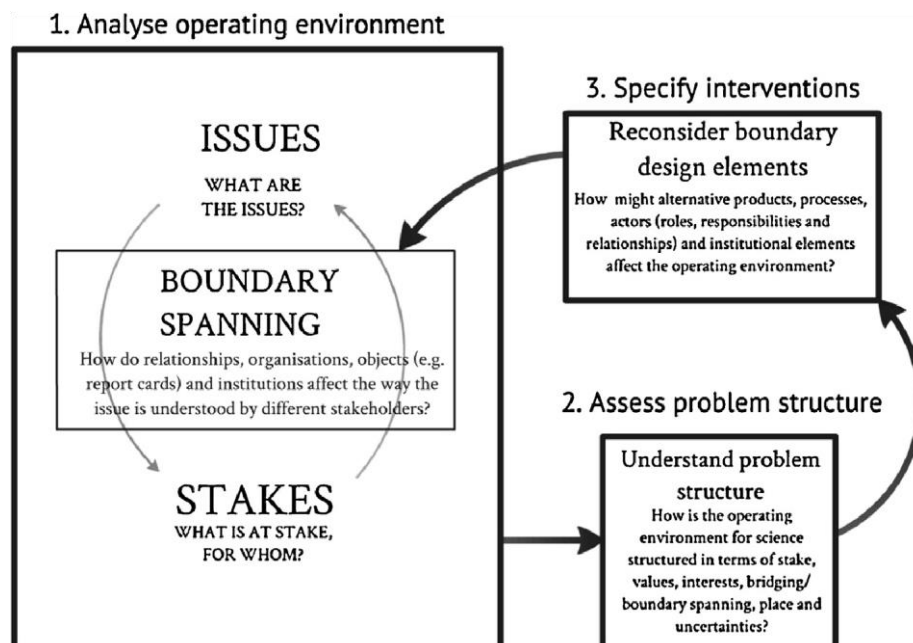 1. Analyse operating environment
ISSUES
WHAT ARE
THE ISSUES?
BOUNDARY
SPANNING
How do relationships, organisations, objects (e.g.
report cards) and institutions affect the way the
issue is understood by different stakeholders?
STAKES
WHAT IS AT STAKE,
FOR WHOM?
2. Assess problem structure
Understand problem
structure
How is the operating
environment for science
structured in terms of stake,
values, interests, bridging/
boundary spanning, place and
uncertainties?
3. Specify interventions
Reconsider boundary
design elements
How might alternative products, processes,
actors (roles, responsibilities and
relationships) and institutional elements
affect the operating environment?